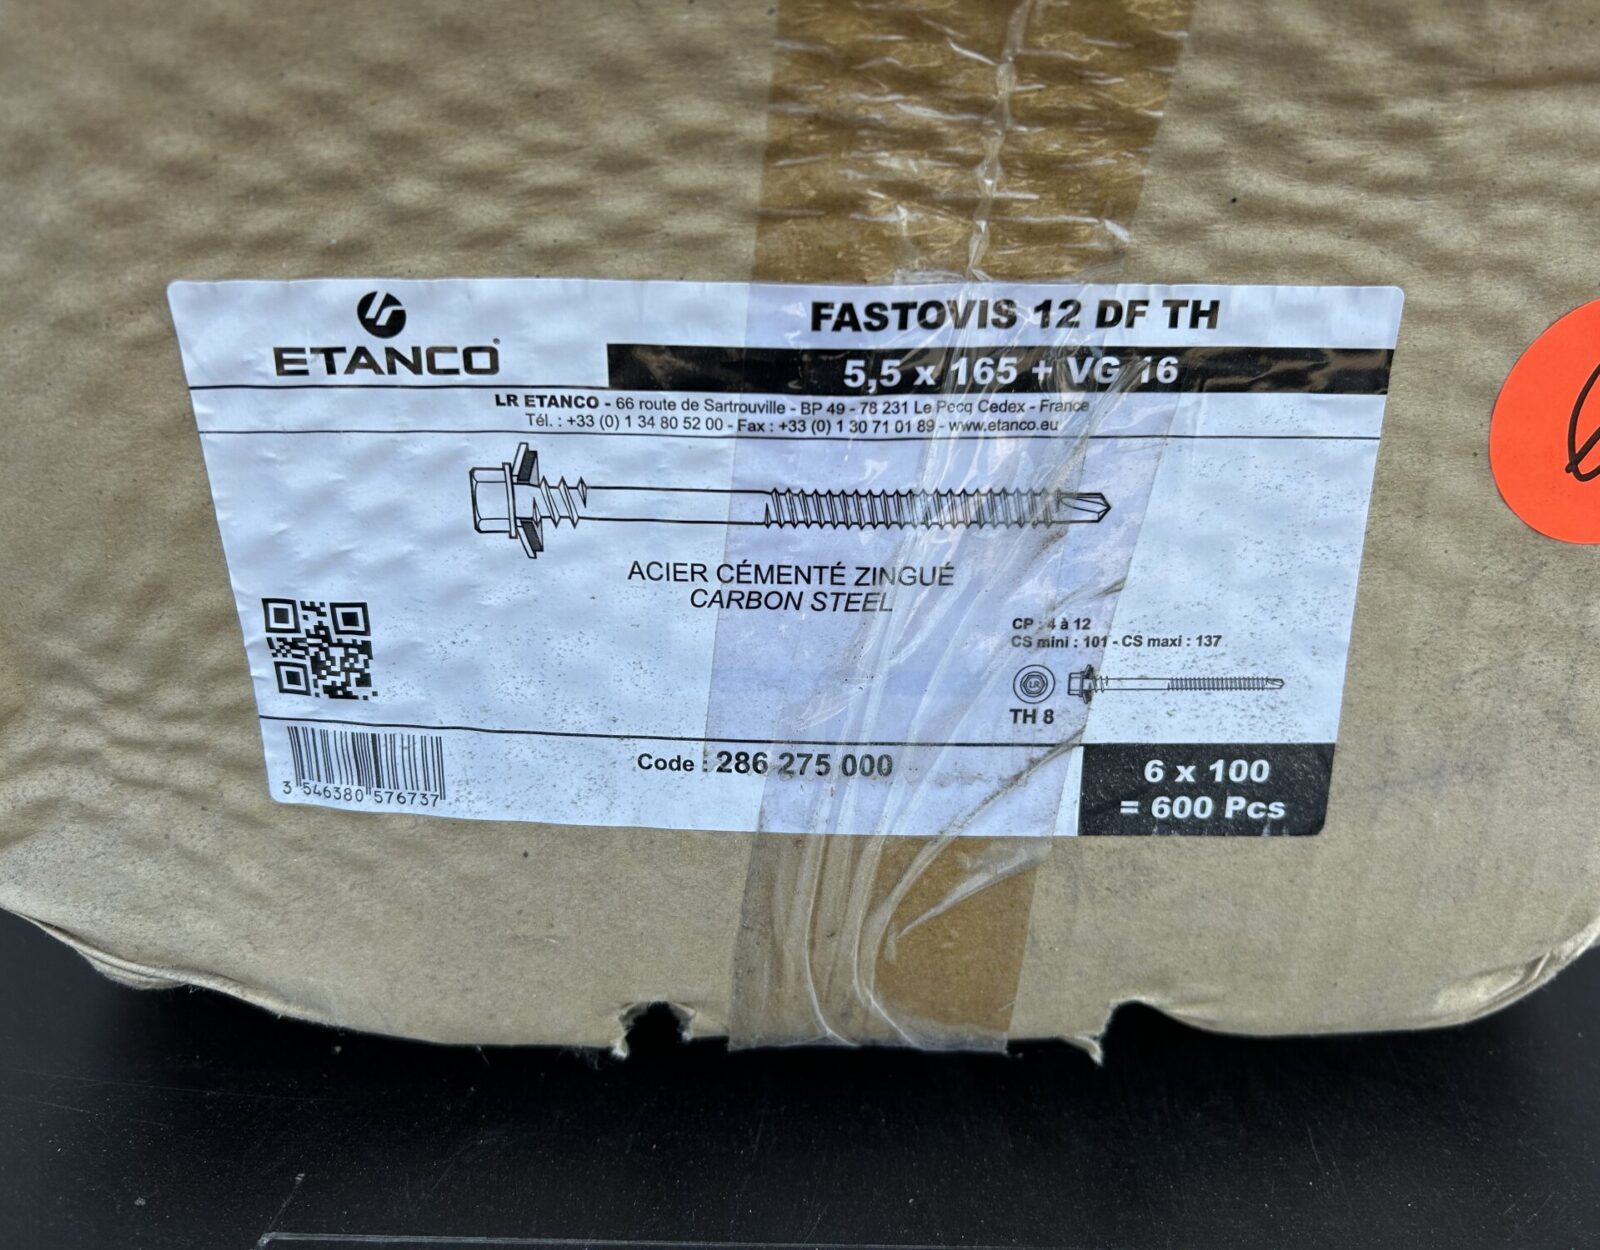 ETANCO
FASTOVIS 12 DF TH
5,5 x 165 + VG 16
LR ETANCO - 66 route de Sartrouville - BP 49 - 78 231 Le Pecq Cedex - France
Tél. : +33 (0) 1 34 80 52 00 - Fax : +33 (0) 1 30 71 01 89 - www.etanco.eu
ACIER CÉMENTÉ ZINGUÉ
CARBON STEEL
CP : 4 à 12
CS mini : 101 - CS maxi : 137
LR
TH 8
Code : 286 275 000
3 546380 576737
6 x 100
= 600 Pcs